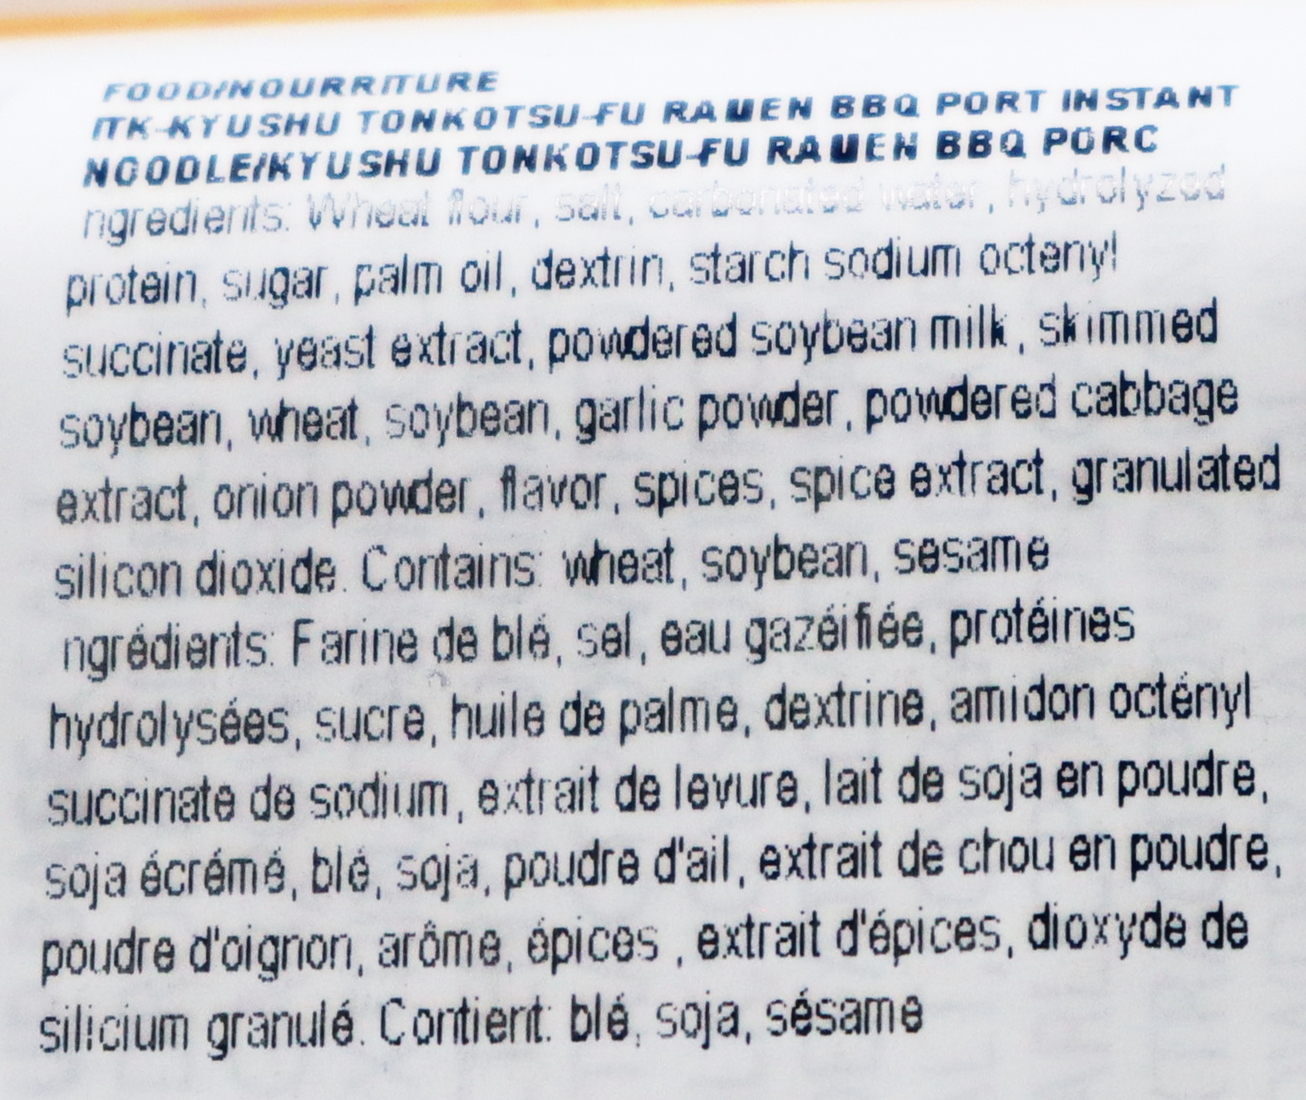 FOOD/NOURRITURE
ITK-KYUSHU TONKOTSU-FU RAMEN BBQ PORT INSTANT
NOODLE/KYUSHU TONKOTSU-FU RAMEN BBQ PORC
ngredients: Wheat flour, salt, carbonated water, hydrolyzed
protein, sugar, palm oil, dextrin, starch sodium octenyl
succinate, yeast extract, powdered soybean milk, skimmed
soybean, wheat, soybean, garlic powder, powdered cabbage
extract, onion powder, flavor, spices, spice extract, granulated
silicon dioxide. Contains: wheat, soybean, sesame
ngrédients: Farine de blé, sel, eau gazéifiée, protéines
hydrolysées, sucre, huile de palme, dextrine, amidon octényl
succinate de sodium, extrait de levure, lait de soja en poudre,
soja écrémé, blé, soja, poudre d'ail, extrait de chou en poudre,
poudre d'oignon, arôme, épices , extrait d'épices, dioxyde de
silicium granulé. Contient: blé, soja, sésame